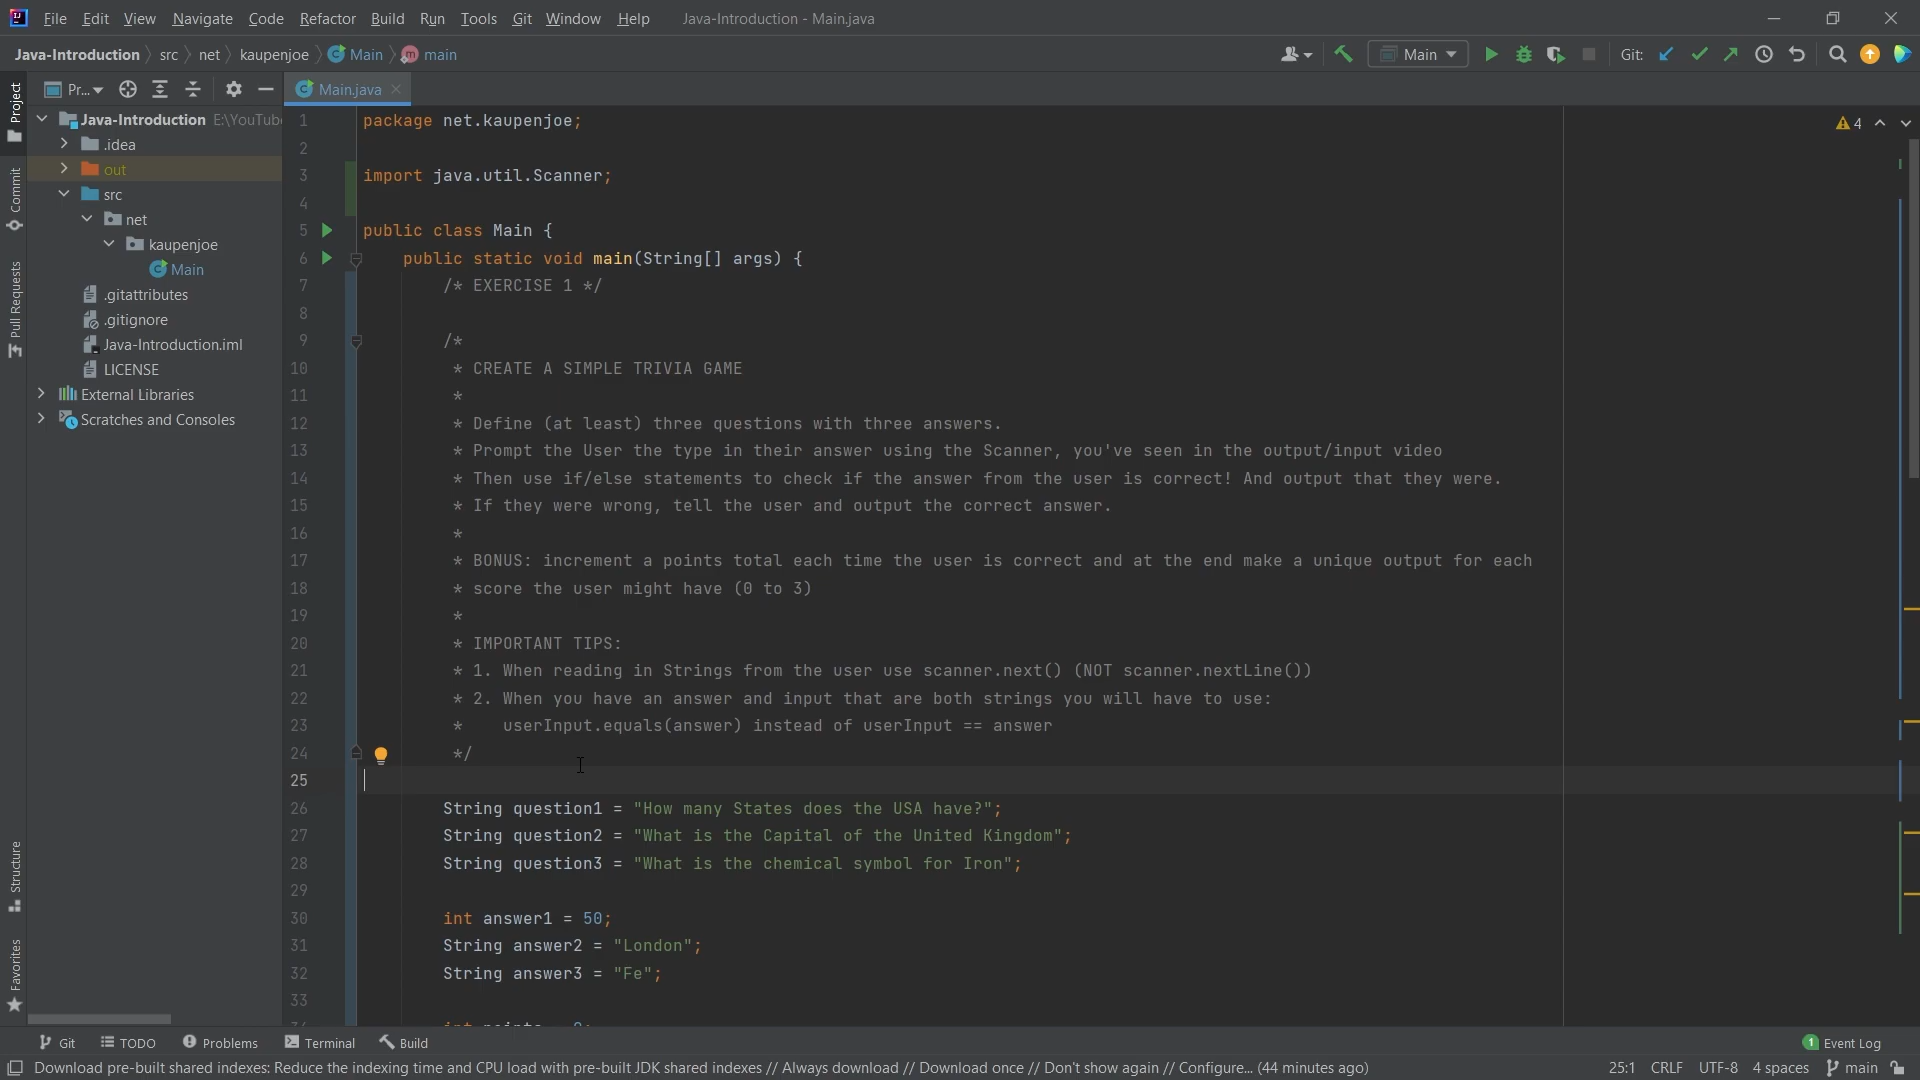 File Edit View Navigate Code Refactor Build Run Tools Git Window Help Java-Introduction - Main.java
Java-Introduction src net kaupenjoe Main main Main Git:
Pr... Main.java
Project
Commit
Pull Requests
Structure
Favorites
Java-Introduction E:\YouTub
.idea
out
src
net
kaupenjoe
Main
.gitattributes
.gitignore
Java-Introduction.iml
LICENSE
External Libraries
Scratches and Consoles
4
1 package net.kaupenjoe;
2
3 import java.util.Scanner;
4
5 public class Main {
6 public static void main(String[] args) {
7 /* EXERCISE 1 */
8
9 /*
10 * CREATE A SIMPLE TRIVIA GAME
11 *
12 * Define (at least) three questions with three answers.
13 * Prompt the User the type in their answer using the Scanner, you've seen in the output/input video
14 * Then use if/else statements to check if the answer from the user is correct! And output that they were.
15 * If they were wrong, tell the user and output the correct answer.
16 *
17 * BONUS: increment a points total each time the user is correct and at the end make a unique output for each
18 * score the user might have (0 to 3)
19 *
20 * IMPORTANT TIPS:
21 * 1. When reading in Strings from the user use scanner.next() (NOT scanner.nextLine())
22 * 2. When you have an answer and input that are both strings you will have to use:
23 * userInput.equals(answer) instead of userInput == answer
24 */
25
26 String question1 = "How many States does the USA have?";
27 String question2 = "What is the Capital of the United Kingdom";
28 String question3 = "What is the chemical symbol for Iron";
29
30 int answer1 = 50;
31 String answer2 = "London";
32 String answer3 = "Fe";
33
Git TODO Problems Terminal Build 1 Event Log
Download pre-built shared indexes: Reduce the indexing time and CPU load with pre-built JDK shared indexes // Always download // Download once // Don't show again // Configure... (44 minutes ago) 25:1 CRLF UTF-8 4 spaces main